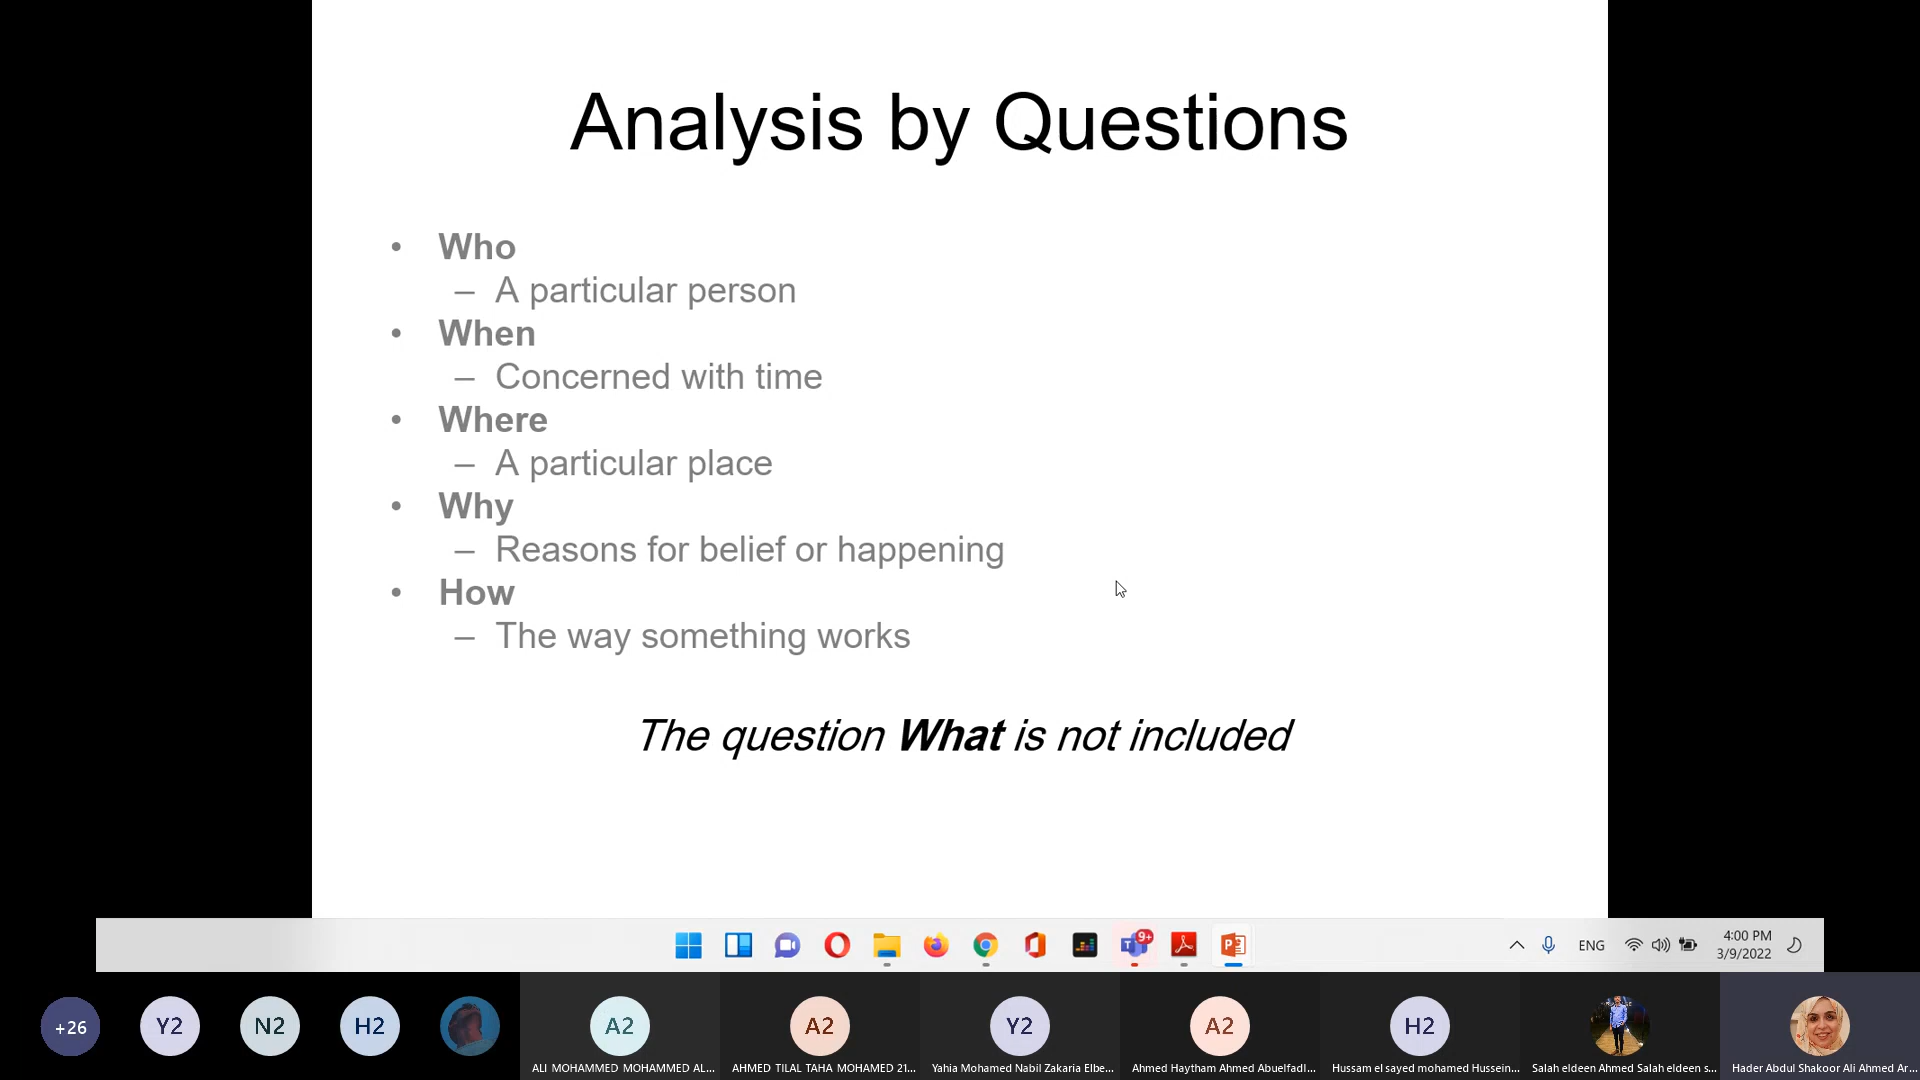 Analysis by Questions
• Who
– A particular person
• When
– Concerned with time
• Where
– A particular place
• Why
– Reasons for belief or happening
• How
– The way something works
The question What is not included
9+
ENG
4:00 PM
3/9/2022
+26
Y2
N2
H2
A2
A2
Y2
A2
H2
ALI MOHAMMED MOHAMMED AL...
AHMED TILAL TAHA MOHAMED 21...
Yahia Mohamed Nabil Zakaria Elbe...
Ahmed Haytham Ahmed Abuelfadl...
Hussam el sayed mohamed Hussein...
Salah eldeen Ahmed Salah eldeen s...
Hader Abdul Shakoor Ali Ahmed Ar...